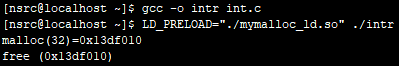 [nsrc@localhost ~]$ gcc -o intr int.c
[nsrc@localhost ~]$ LD_PRELOAD="./mymalloc_ld.so" ./intr
malloc(32)=0x13df010
free (0x13df010)